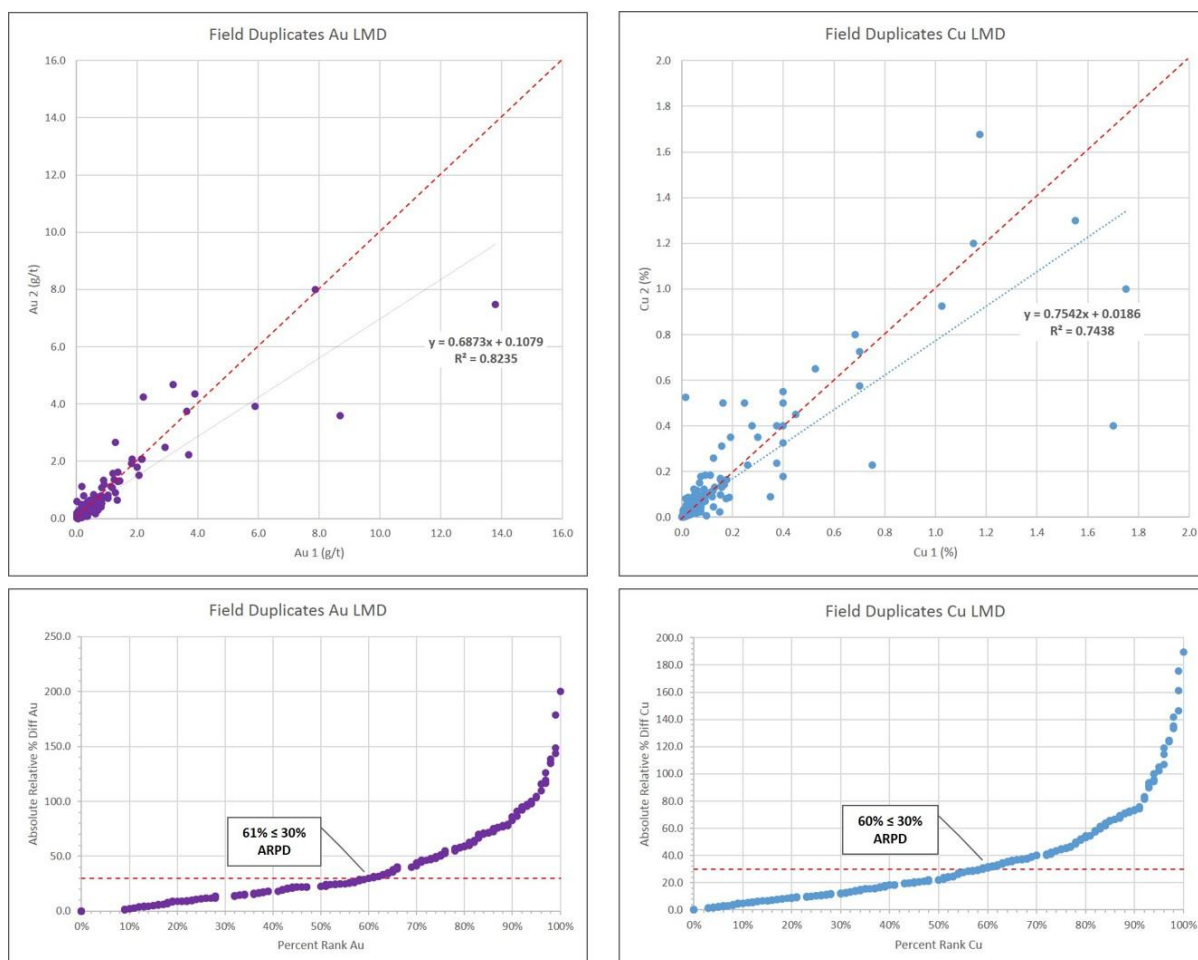 Field Duplicates Au LMD
16.0
14.0
12.0
10.0
8.0
6.0
4.0
2.0
0.0
Au 2 (g/t)
y = 0.6873x + 0.1079
R² = 0.8235
0.0 2.0 4.0 6.0 8.0 10.0 12.0 14.0 16.0
Au 1 (g/t)
Field Duplicates Cu LMD
2.0
1.8
1.6
1.4
1.2
1.0
0.8
0.6
0.4
0.2
0.0
Cu 2 (%)
y = 0.7542x + 0.0186
R² = 0.7438
0.0 0.2 0.4 0.6 0.8 1.0 1.2 1.4 1.6 1.8 2.0
Cu 1 (%)
Field Duplicates Au LMD
250.0
200.0
150.0
100.0
50.0
0.0
Absolute Relative % Diff Au
61% ≤ 30%
ARPD
0% 10% 20% 30% 40% 50% 60% 70% 80% 90% 100%
Percent Rank Au
Field Duplicates Cu LMD
200.0
180.0
160.0
140.0
120.0
100.0
80.0
60.0
40.0
20.0
0.0
Absolute Relative % Diff Cu
60% ≤ 30%
ARPD
0% 10% 20% 30% 40% 50% 60% 70% 80% 90% 100%
Percent Rank Cu